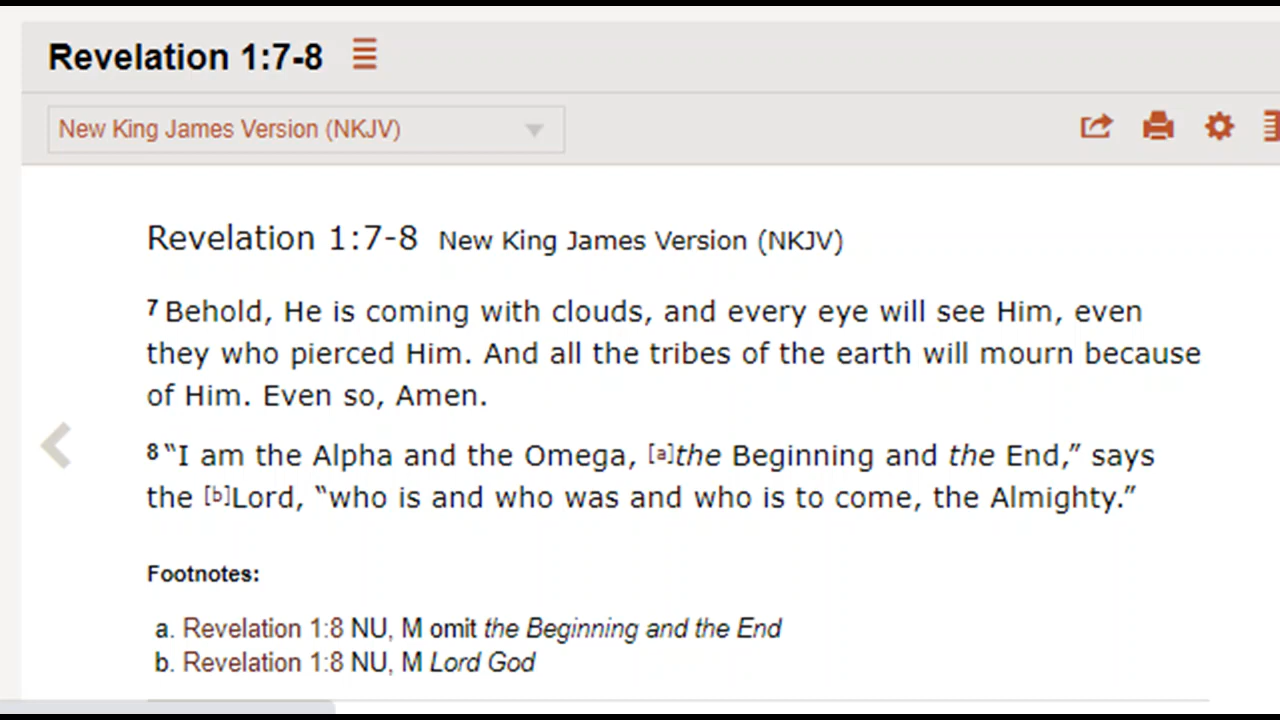 Revelation 1:7-8
New King James Version (NKJV)
Revelation 1:7-8 New King James Version (NKJV)
7 Behold, He is coming with clouds, and every eye will see Him, even
they who pierced Him. And all the tribes of the earth will mourn because
of Him. Even so, Amen.
8 “I am the Alpha and the Omega, [a]the Beginning and the End,” says
the [b]Lord, “who is and who was and who is to come, the Almighty.”
Footnotes:
a. Revelation 1:8 NU, M omit the Beginning and the End
b. Revelation 1:8 NU, M Lord God